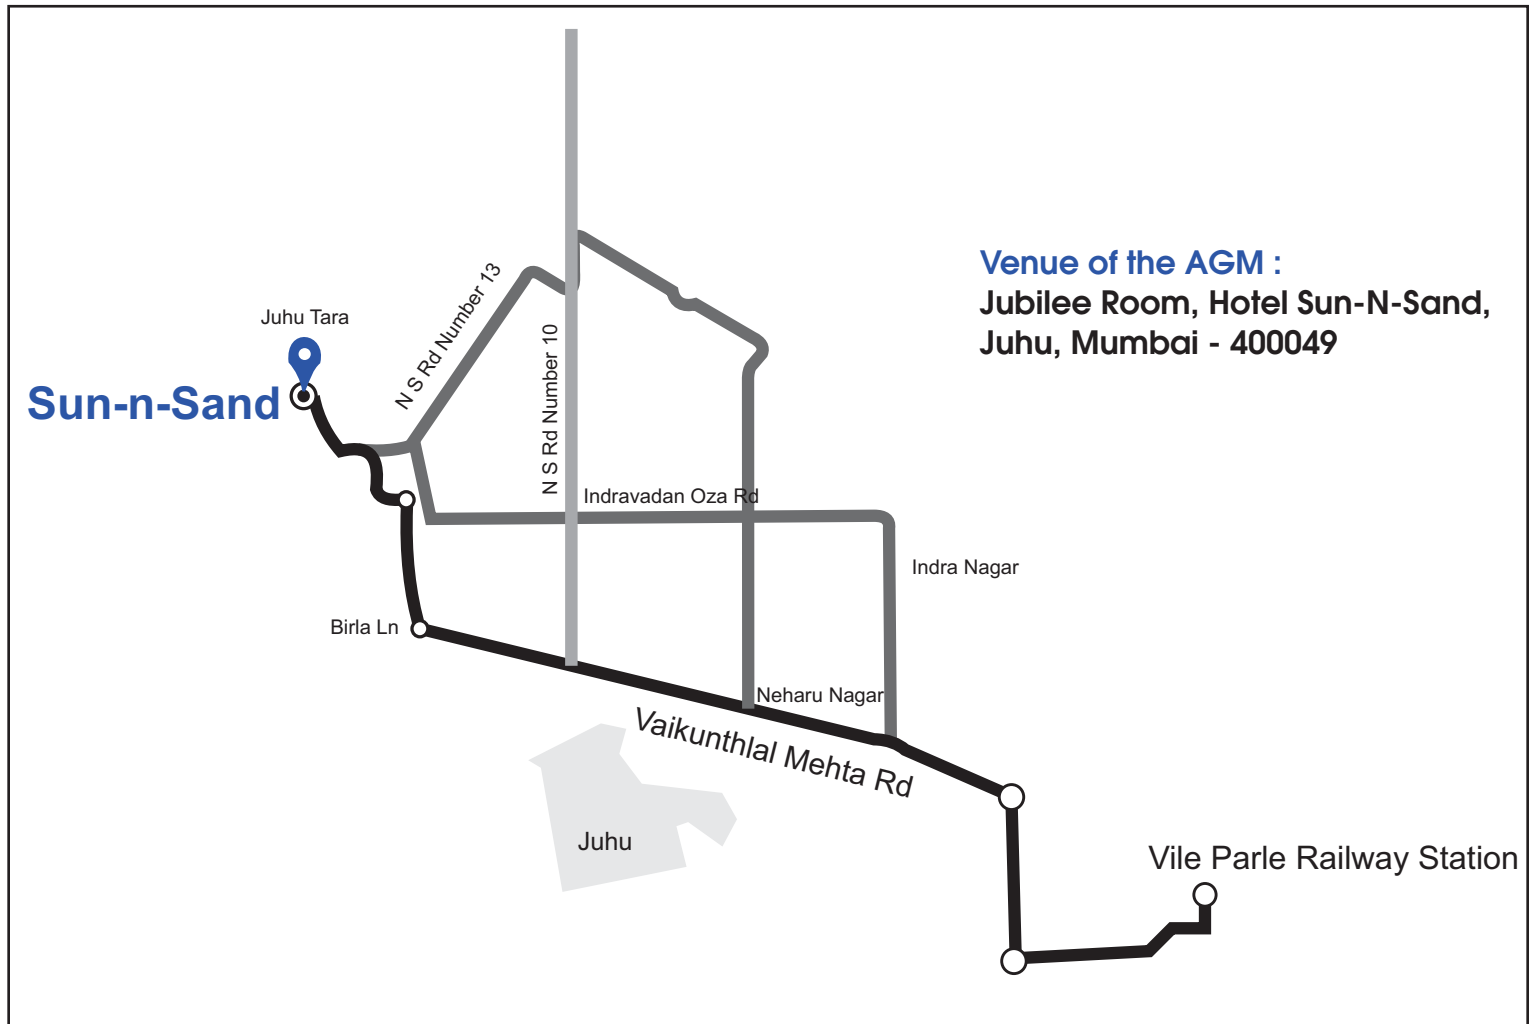 Venue of the AGM :
Jubilee Room, Hotel Sun-N-Sand,
Juhu, Mumbai - 400049
Juhu Tara
Sun-n-Sand
N S Rd Number 13
N S Rd Number 10
Indravadan Oza Rd
Indra Nagar
Birla Ln
Neharu Nagar
Vaikunthlal Mehta Rd
Juhu
Vile Parle Railway Station